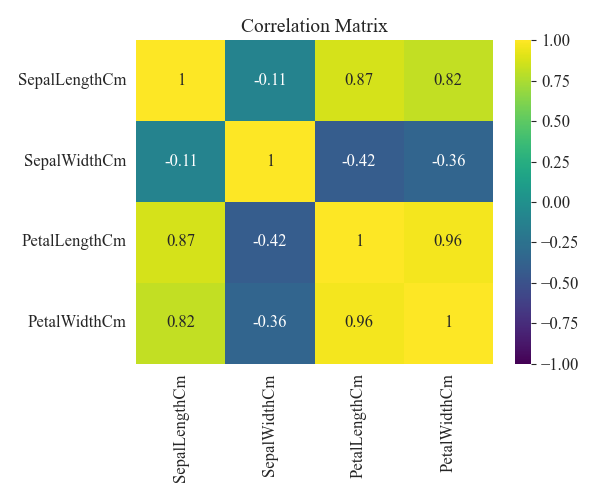 Correlation Matrix
SepalLengthCm 1 -0.11 0.87 0.82
SepalWidthCm -0.11 1 -0.42 -0.36
PetalLengthCm 0.87 -0.42 1 0.96
PetalWidthCm 0.82 -0.36 0.96 1
SepalLengthCm
SepalWidthCm
PetalLengthCm
PetalWidthCm
1.00
0.75
0.50
0.25
0.00
−0.25
−0.50
−0.75
−1.00